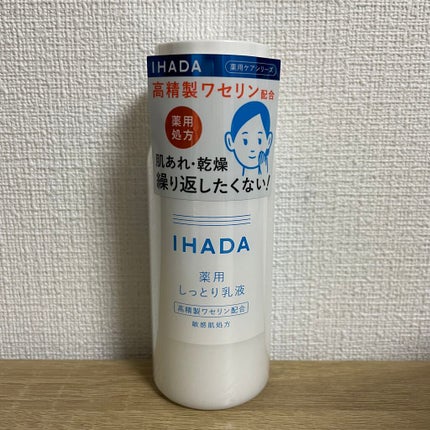 IHADA
薬用ケアシリーズ
高精製ワセリン配合
薬用
処方
肌あれ・乾燥
繰り返したくない!
IHADA
薬用
しっとり乳液
高精製ワセリン配合
敏感肌処方